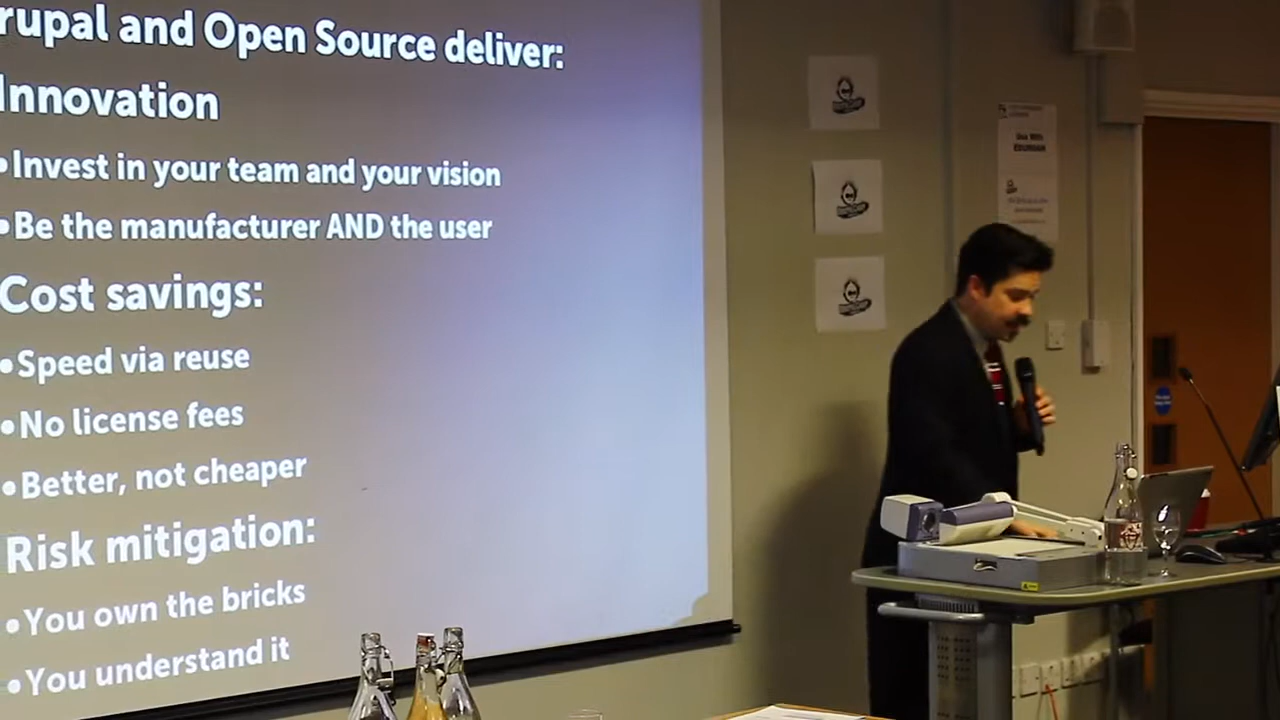 rupal and Open Source deliver:
Innovation
•Invest in your team and your vision
•Be the manufacturer AND the user
Cost savings:
•Speed via reuse
•No license fees
•Better, not cheaper
Risk mitigation:
•You own the bricks
•You understand it